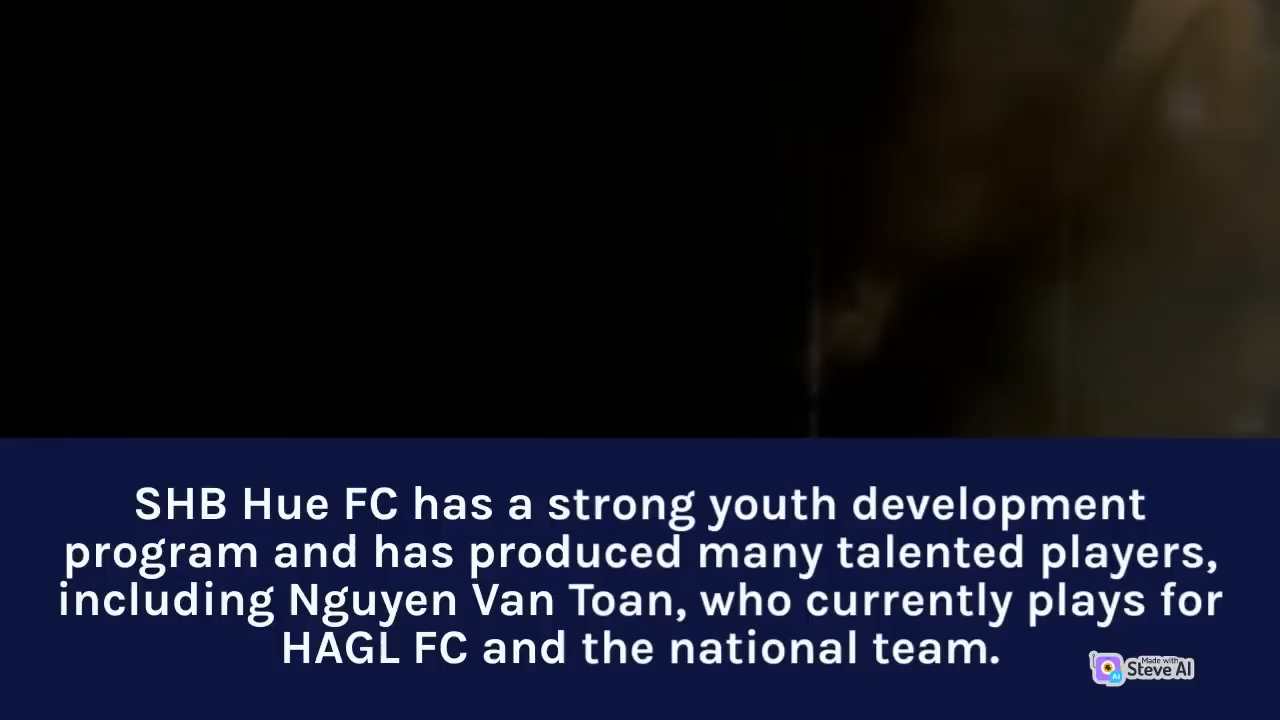 SHB Hue FC has a strong youth development
program and has produced many talented players,
including Nguyen Van Toan, who currently plays for
HAGL FC and the national team.
Made with
Steve AI
AI